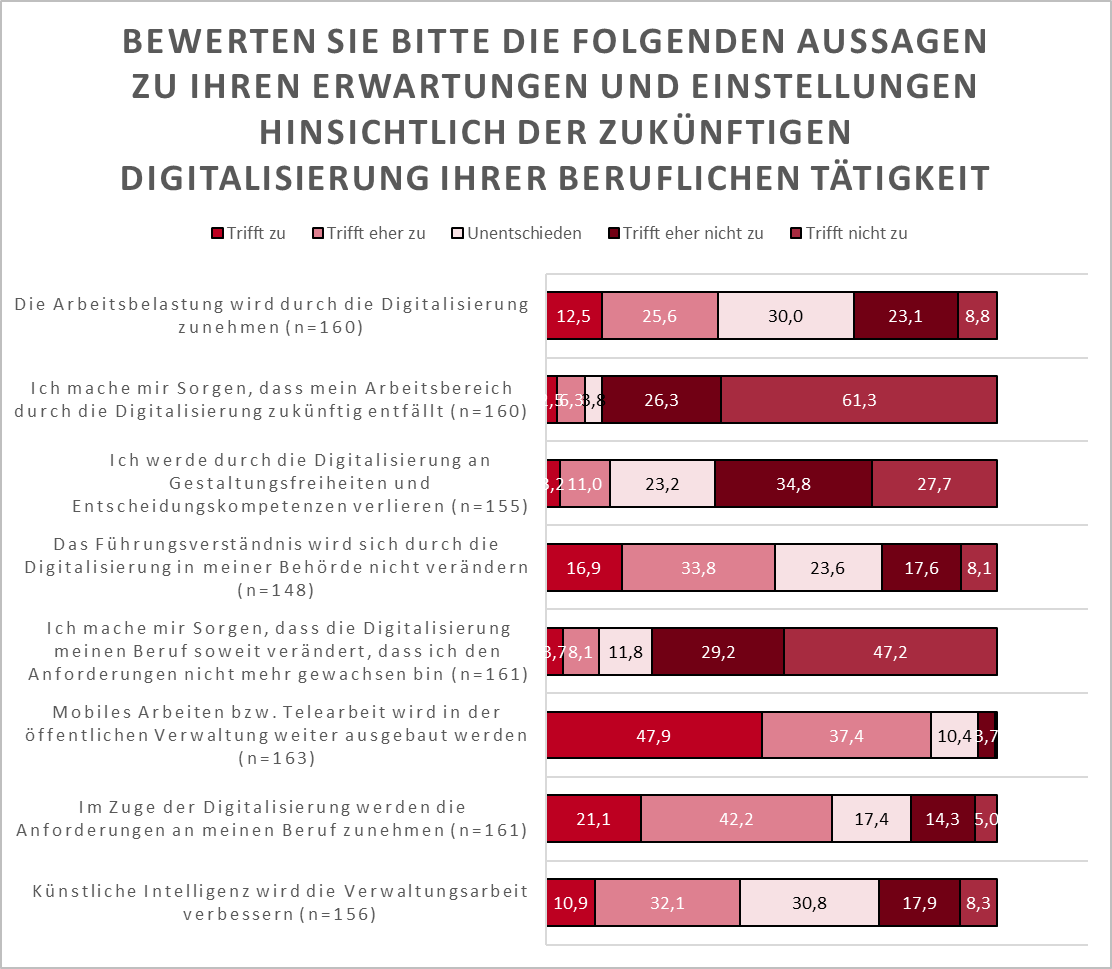 BEWERTEN SIE BITTE DIE FOLGENDEN AUSSAGEN
ZU IHREN ERWARTUNGEN UND EINSTELLUNGEN
HINSICHTLICH DER ZUKÜNFTIGEN
DIGITALISIERUNG IHRER BERUFLICHEN TÄTIGKEIT
Trifft zu Trifft eher zu Unentschieden Trifft eher nicht zu Trifft nicht zu
Die Arbeitsbelastung wird durch die Digitalisierung
zunehmen (n=160)
12,5 25,6 30,0 23,1 8,8
Ich mache mir Sorgen, dass mein Arbeitsbereich
durch die Digitalisierung zukünftig entfällt (n=160)
6,3 3,8 26,3 61,3
Ich werde durch die Digitalisierung an
Gestaltungsfreiheiten und
Entscheidungskompetenzen verlieren (n=155)
3,2 11,0 23,2 34,8 27,7
Das Führungsverständnis wird sich durch die
Digitalisierung in meiner Behörde nicht verändern
(n=148)
16,9 33,8 23,6 17,6 8,1
Ich mache mir Sorgen, dass die Digitalisierung
meinen Beruf soweit verändert, dass ich den
Anforderungen nicht mehr gewachsen bin (n=161)
3,7 8,1 11,8 29,2 47,2
Mobiles Arbeiten bzw. Telearbeit wird in der
öffentlichen Verwaltung weiter ausgebaut werden
(n=163)
47,9 37,4 10,4 3,7
Im Zuge der Digitalisierung werden die
Anforderungen an meinen Beruf zunehmen (n=161)
21,1 42,2 17,4 14,3 5,0
Künstliche Intelligenz wird die Verwaltungsarbeit
verbessern (n=156)
10,9 32,1 30,8 17,9 8,3